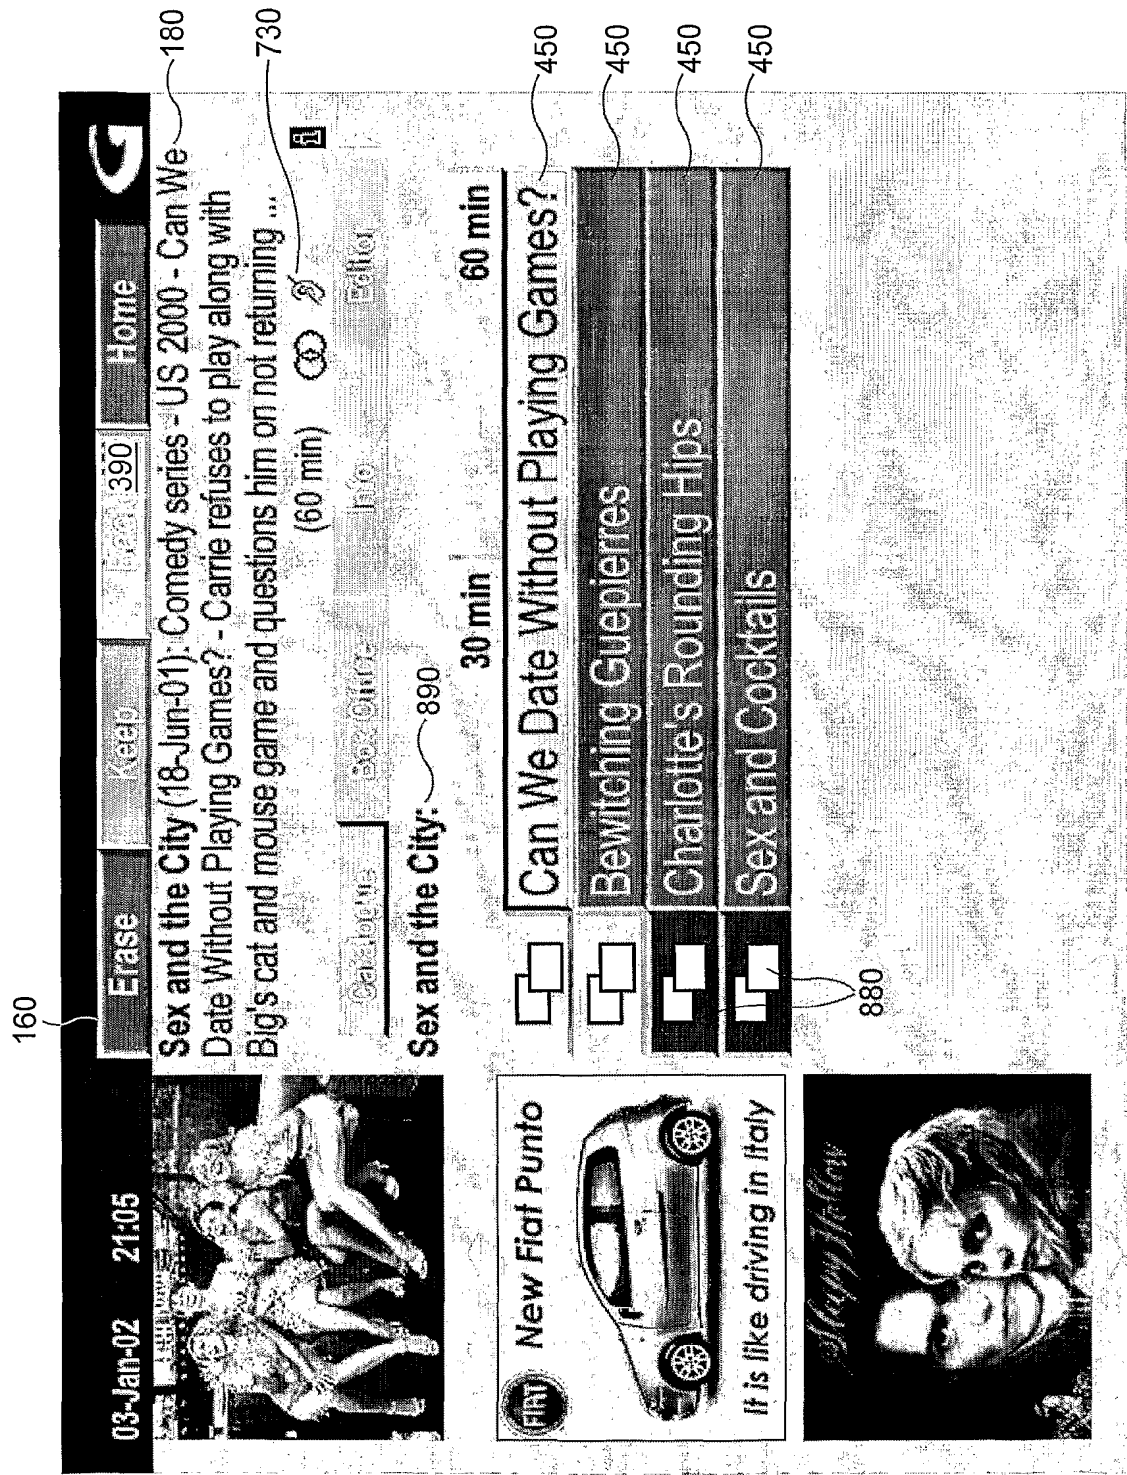 160
03-Jan-02 21:05
Erase Keep 390 Home
Sex and the City (18-Jun-01): Comedy series - US 2000 - Can We 180
Date Without Playing Games? - Carrie refuses to play along with
Big's cat and mouse game and questions him on not returning ... 730
(60 min)
i
Catalogue Box Office Info Editor
Sex and the City: 890
30 min 60 min
Can We Date Without Playing Games? 450
Bewitching Guepierres 450
Charlotte's Rounding Hips 450
Sex and Cocktails 450
880
FIAT New Fiat Punto
It is like driving in Italy